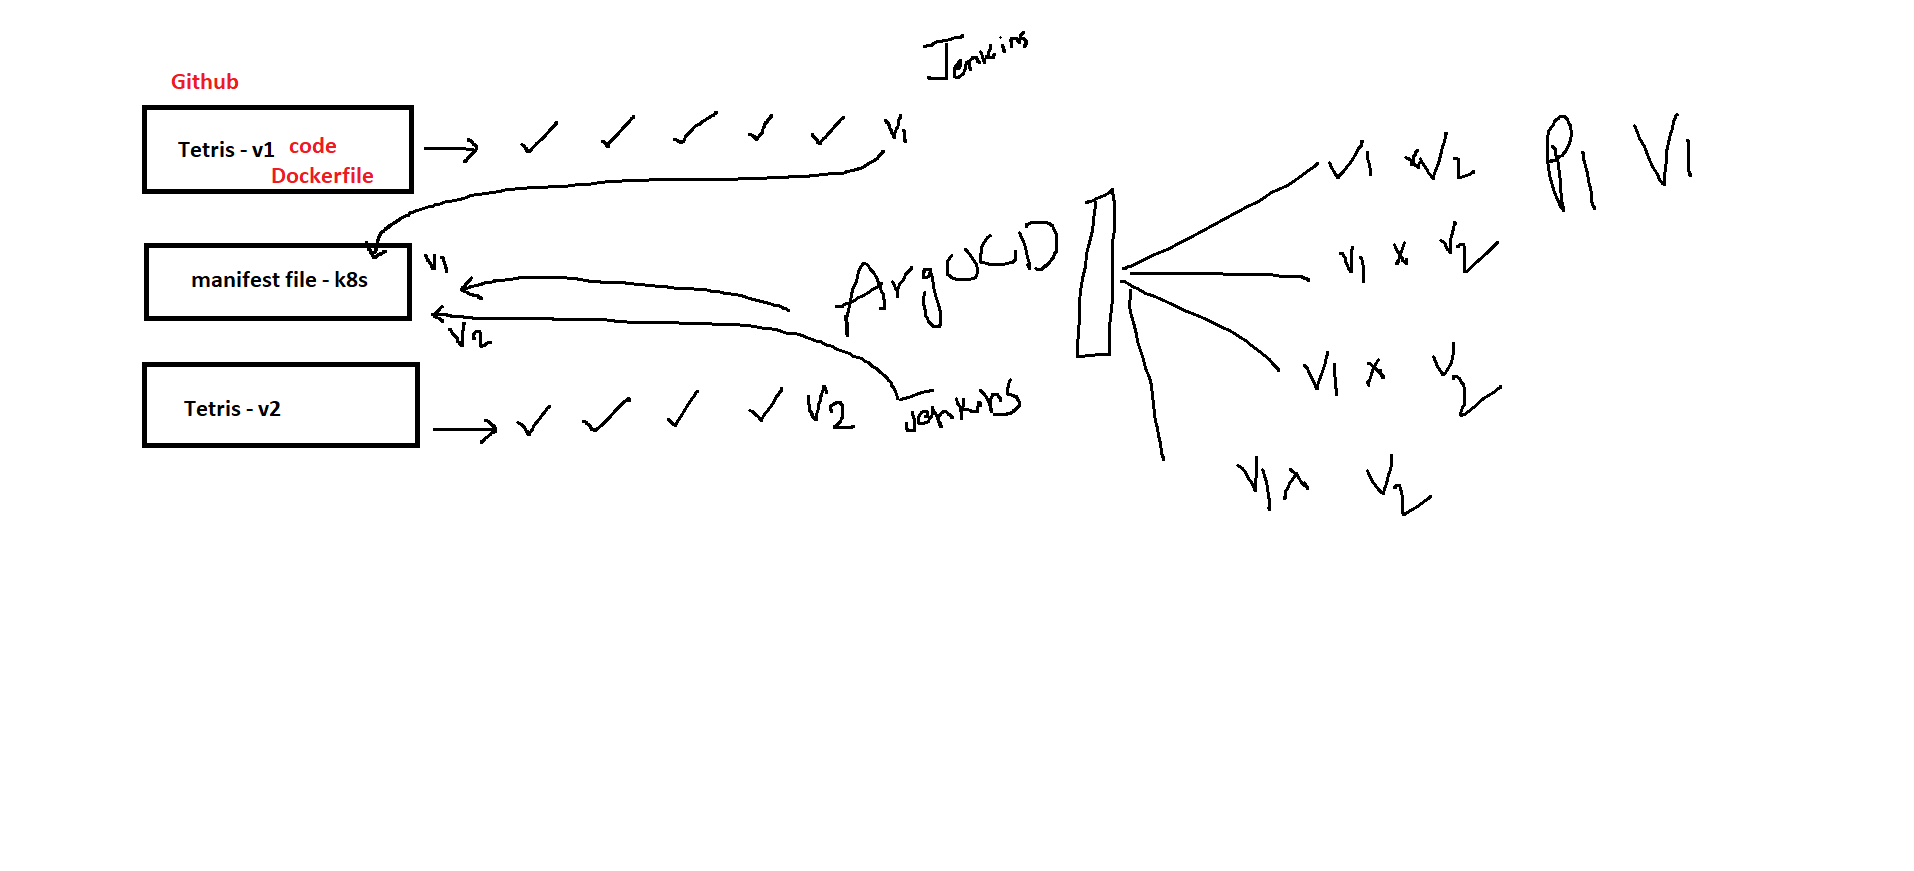 Jenkins
Github
Tetris - v1 code
Dockerfile
V1
manifest file - k8s
V1
V2
ArgoCD
Tetris - v2
V2
Jenkins
V1 x V2
P1 V1
V1 x V2
V1 x V2
V1 x V2